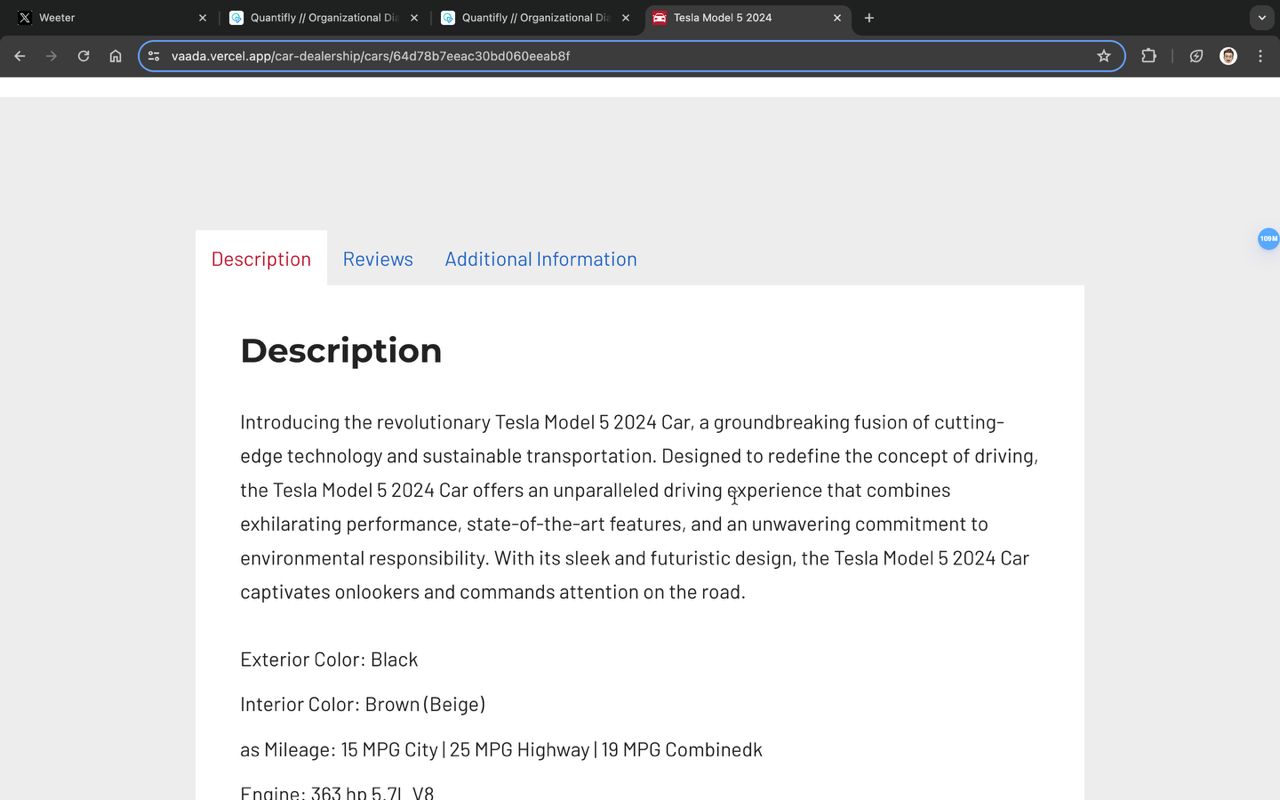 Weeter
Quantifly // Organizational Di
Quantifly // Organizational Di
Tesla Model 5 2024
vaada.vercel.app/car-dealership/cars/64d78b7eeac30bd060eeab8f
109M
Description
Reviews
Additional Information
Description
Introducing the revolutionary Tesla Model 5 2024 Car, a groundbreaking fusion of cutting-
edge technology and sustainable transportation. Designed to redefine the concept of driving,
the Tesla Model 5 2024 Car offers an unparalleled driving experience that combines
exhilarating performance, state-of-the-art features, and an unwavering commitment to
environmental responsibility. With its sleek and futuristic design, the Tesla Model 5 2024 Car
captivates onlookers and commands attention on the road.
Exterior Color: Black
Interior Color: Brown (Beige)
as Mileage: 15 MPG City | 25 MPG Highway | 19 MPG Combinedk
Engine: 363 hp 5.7L V8